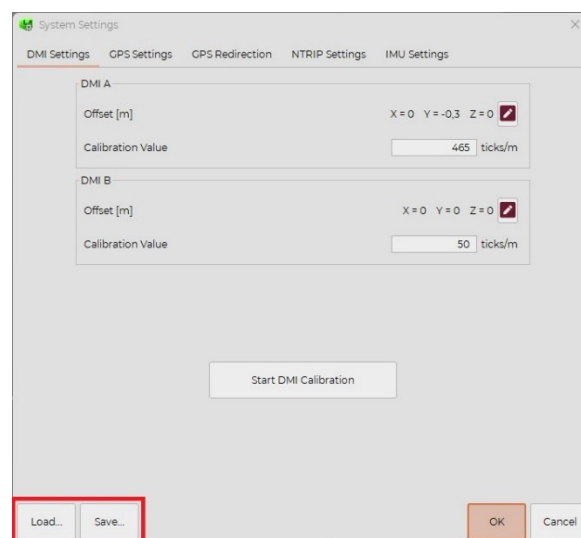 System Settings
DMI Settings GPS Settings GPS Redirection NTRIP Settings IMU Settings
DMI A
Offset [m] X = 0 Y = -0,3 Z = 0
Calibration Value 465 ticks/m
DMI B
Offset [m] X = 0 Y = 0 Z = 0
Calibration Value 50 ticks/m
Start DMI Calibration
Load... Save... OK Cancel